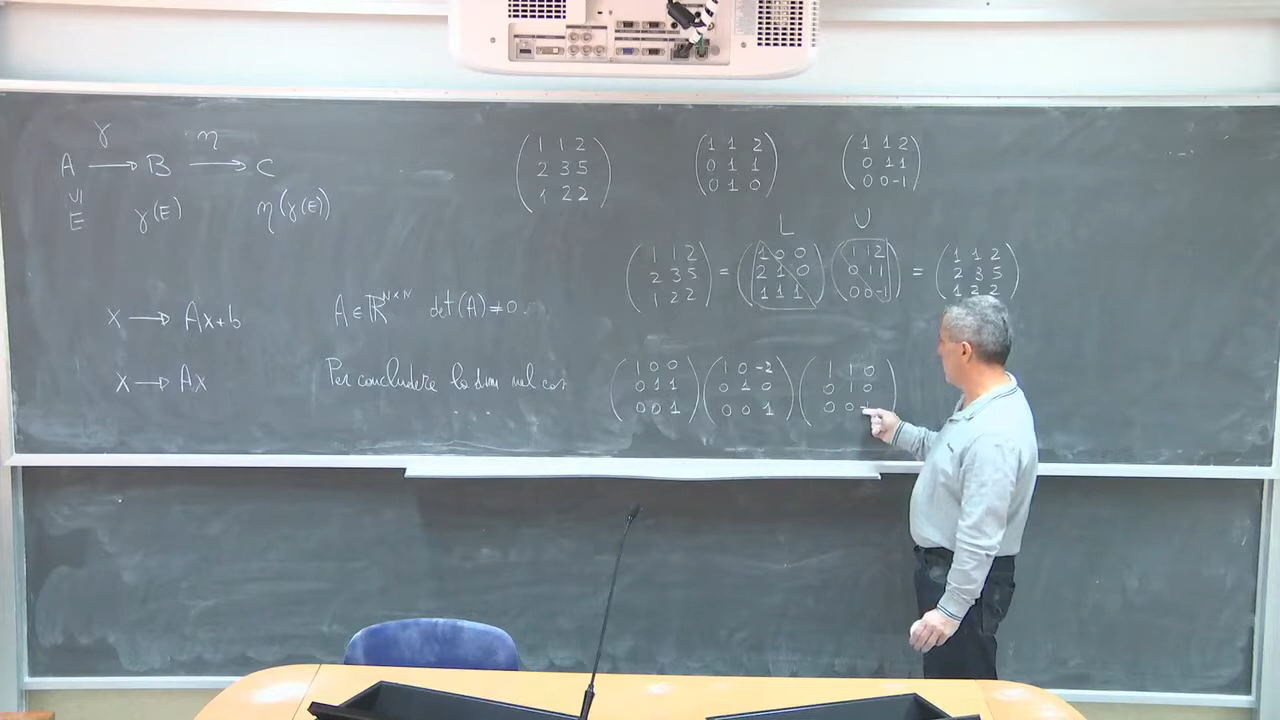 γ η
A ⟶ B ⟶ C
⊆
E γ(E) η(γ(E))
x ⟶ Ax+b A ∈ ℝ^{N×N} det(A) ≠ 0.
x ⟶ Ax Per concludere la dim nel
...
(1 1 2
2 3 5
1 2 2)
(1 1 2
0 1 1
0 1 0)
(1 1 2
0 1 1
0 0 -1)
L U
(1 1 2 (1 0 0 (1 1 2 (1 1 2
2 3 5 = 2 1 0 0 1 1 = 2 3 5
1 2 2) 1 1 1) 0 0 -1) 1 2 2)
(1 0 0 (1 0 -2 (1 1 0
0 1 1 0 1 0 0 1 0
0 0 1) 0 0 1) 0 0 -1)